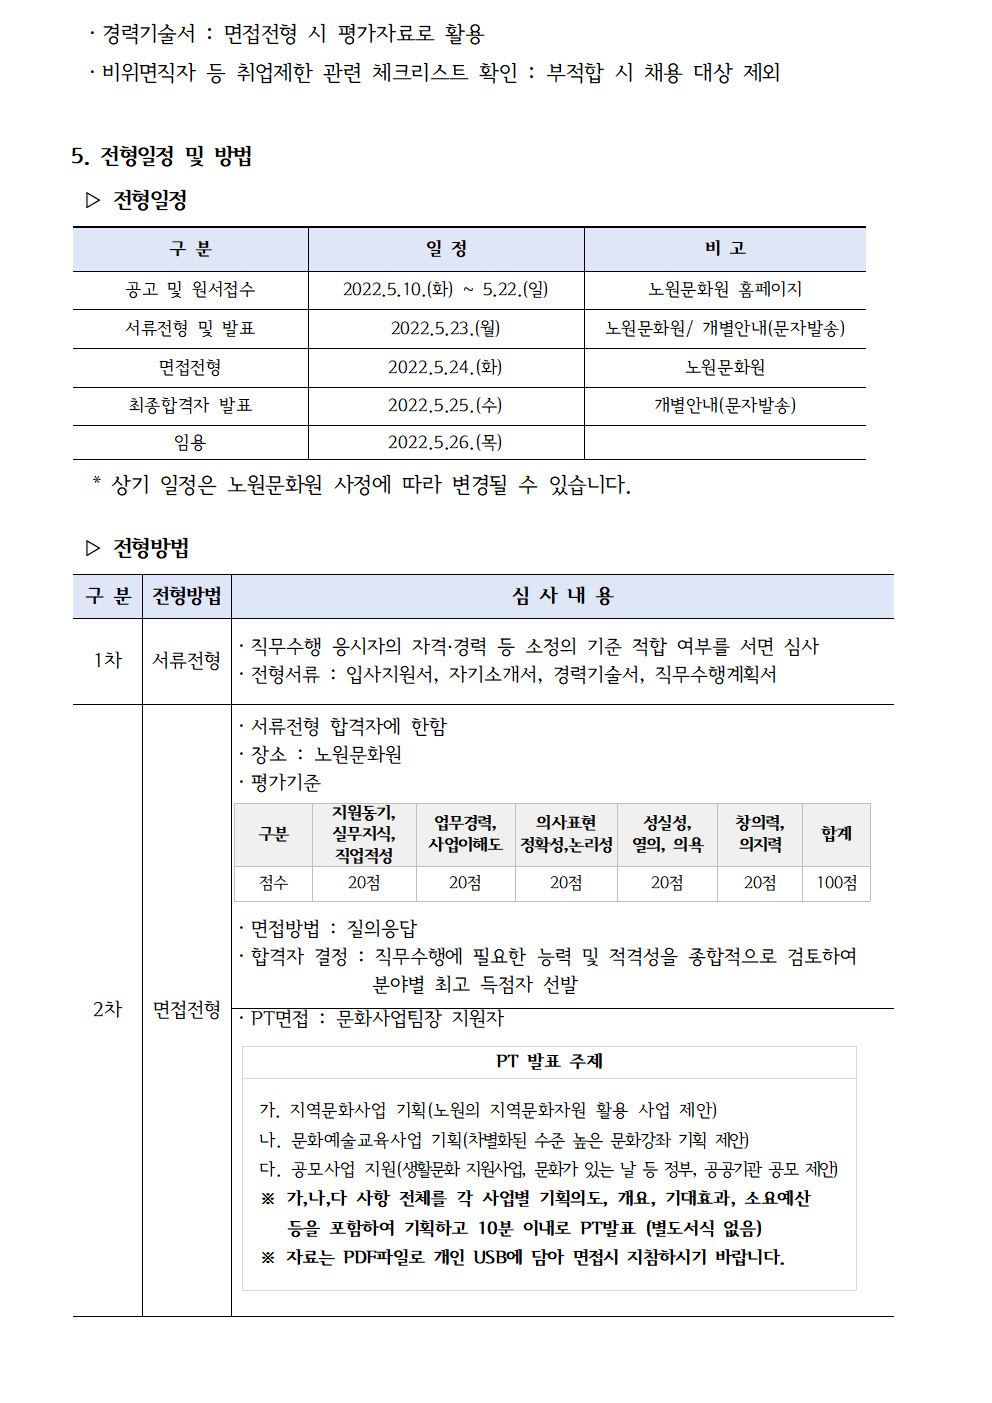 · 경력기술서 : 면접전형 시 평가자료로 활용
· 비위면직자 등 취업제한 관련 체크리스트 확인 : 부적합 시 채용 대상 제외
5. 전형일정 및 방법
▷ 전형일정
구 분 일 정 비 고
공고 및 원서접수 2022.5.10.(화) ~ 5.22.(일) 노원문화원 홈페이지
서류전형 및 발표 2022.5.23.(월) 노원문화원/ 개별안내(문자발송)
면접전형 2022.5.24.(화) 노원문화원
최종합격자 발표 2022.5.25.(수) 개별안내(문자발송)
임용 2022.5.26.(목)
* 상기 일정은 노원문화원 사정에 따라 변경될 수 있습니다.
▷ 전형방법
구 분 전형방법 심 사 내 용
1차 서류전형
· 직무수행 응시자의 자격·경력 등 소정의 기준 적합 여부를 서면 심사
· 전형서류 : 입사지원서, 자기소개서, 경력기술서, 직무수행계획서
2차 면접전형
· 서류전형 합격자에 한함
· 장소 : 노원문화원
· 평가기준
구분
지원동기,
실무지식,
직업적성
업무경력,
사업이해도
의사표현
정확성,논리성
성실성,
열의, 의욕
창의력,
의지력
합계
점수 20점 20점 20점 20점 20점 100점
· 면접방법 : 질의응답
· 합격자 결정 : 직무수행에 필요한 능력 및 적격성을 종합적으로 검토하여
분야별 최고 득점자 선발
· PT면접 : 문화사업팀장 지원자
PT 발표 주제
가. 지역문화사업 기획(노원의 지역문화자원 활용 사업 제안)
나. 문화예술교육사업 기획(차별화된 수준 높은 문화강좌 기획 제안)
다. 공모사업 지원(생활문화 지원사업, 문화가 있는 날 등 정부, 공공기관 공모 제안)
※ 가,나,다 사항 전체를 각 사업별 기획의도, 개요, 기대효과, 소요예산
등을 포함하여 기획하고 10분 이내로 PT발표 (별도서식 없음)
※ 자료는 PDF파일로 개인 USB에 담아 면접시 지참하시기 바랍니다.